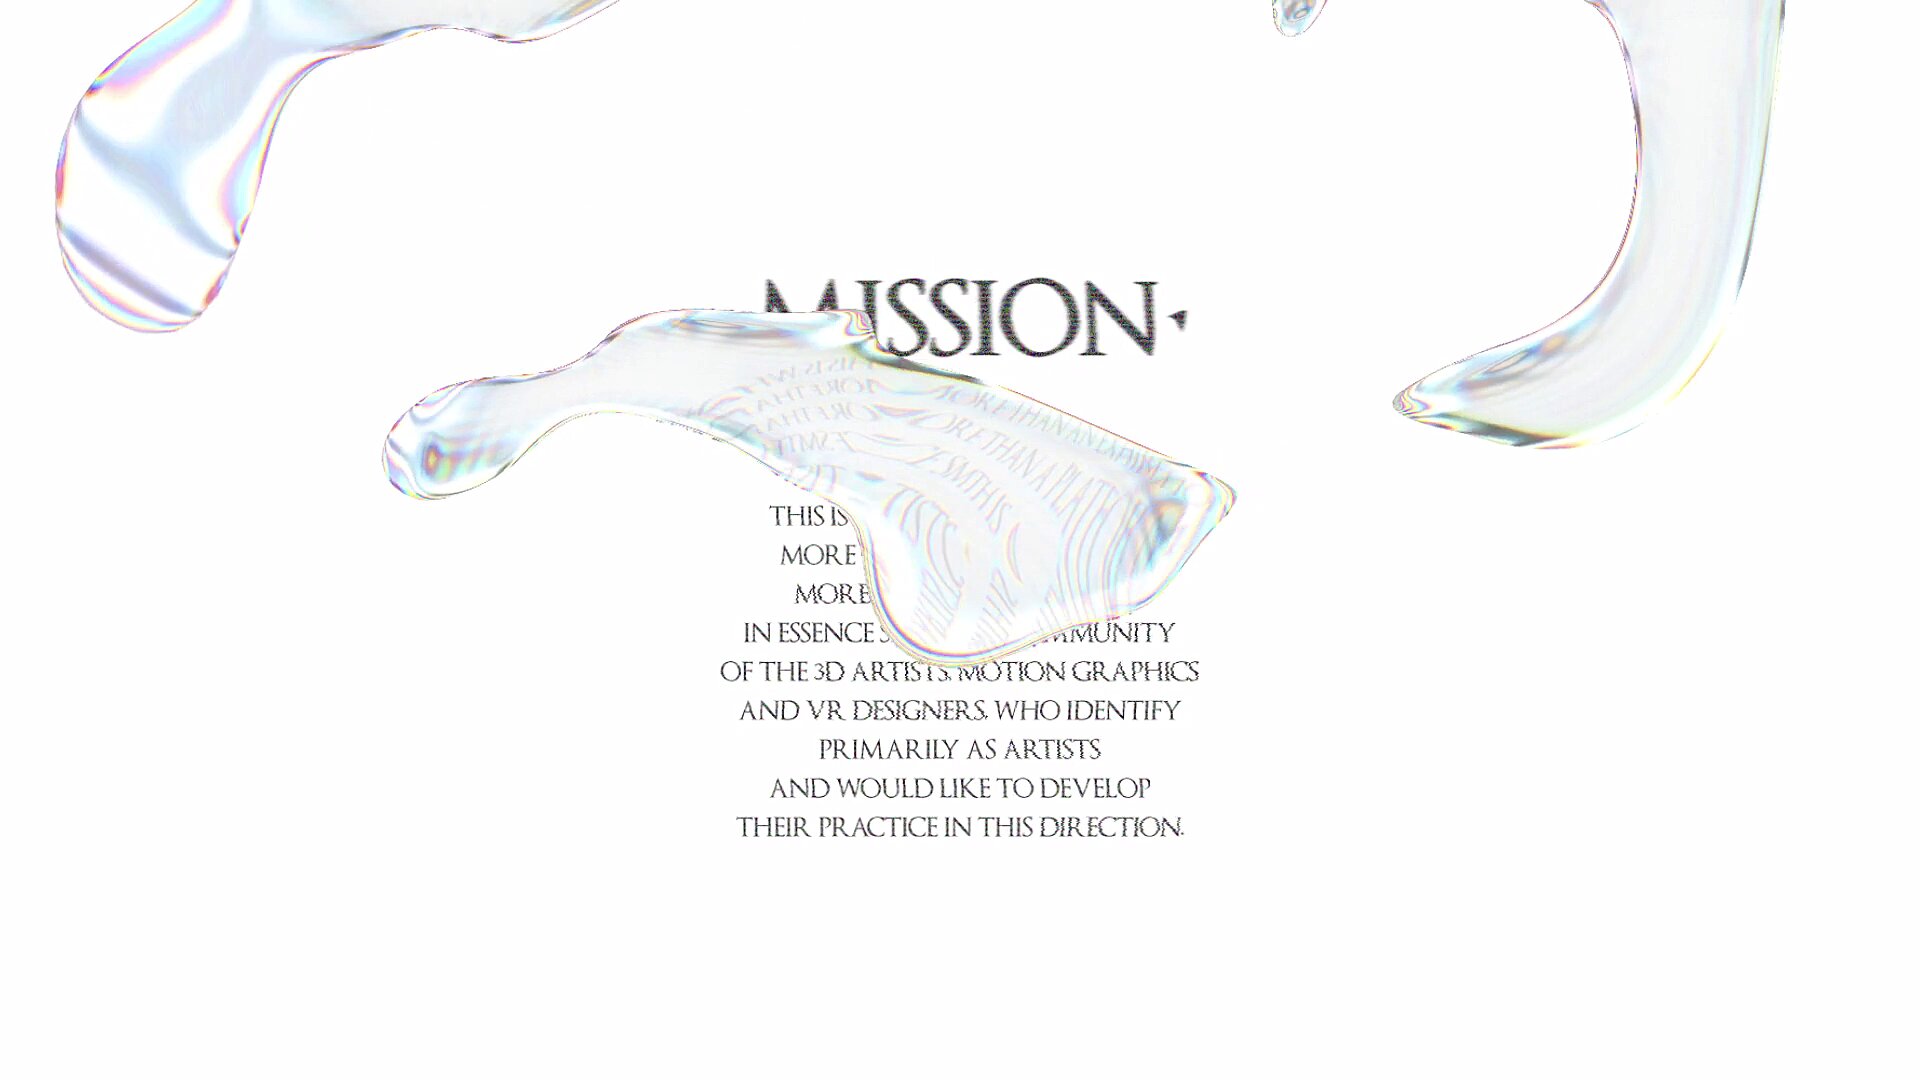 MISSION
THIS IS
MORE
MORE
IN ESSENCE
OF THE 3D ARTISTS, MOTION GRAPHICS
AND VR DESIGNERS, WHO IDENTIFY
PRIMARILY AS ARTISTS
AND WOULD LIKE TO DEVELOP
THEIR PRACTICE IN THIS DIRECTION.